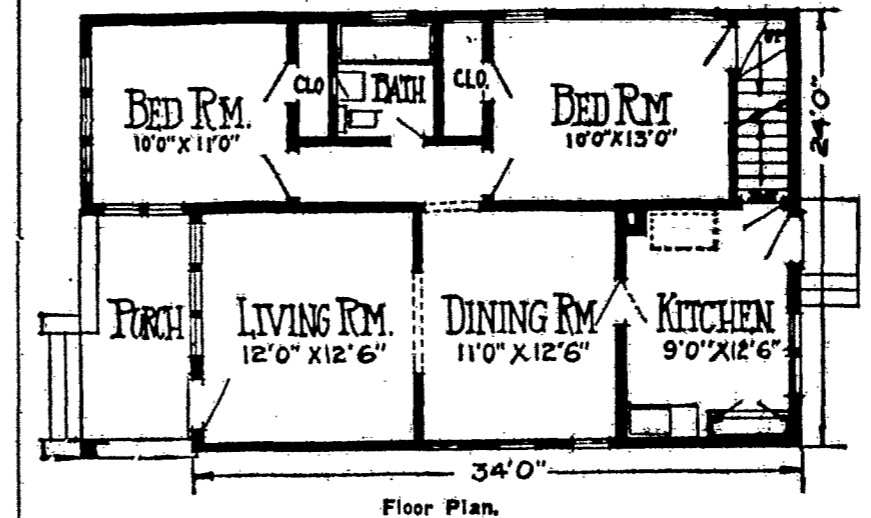 UP
CLO
BATH
CLO.
BED RM.
10'0" X 11'0"
BED RM
10'0" X 13'0"
24'0"
PORCH
LIVING RM.
12'0" X 12'6"
DINING RM
11'0" X 12'6"
KITCHEN
9'0" X 12'6"
34'0"
Floor Plan.